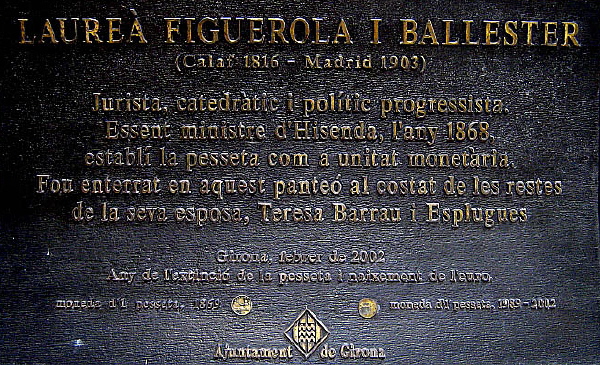 LAUREÀ FIGUEROLA I BALLESTER
(Calaf 1816 - Madrid 1903)
Jurista, catedràtic i polític progressista.
Essent ministre d'Hisenda, l'any 1868,
establí la pesseta com a unitat monetària.
Fou enterrat en aquest panteó al costat de les restes
de la seva esposa, Teresa Barrau i Esplugues
Girona, febrer de 2002
Any de l'extinció de la pesseta i naixement de l'euro.
moneda d'1 pesseta, 1869 moneda d'1 pesseta, 1989-2002
Ajuntament de Girona